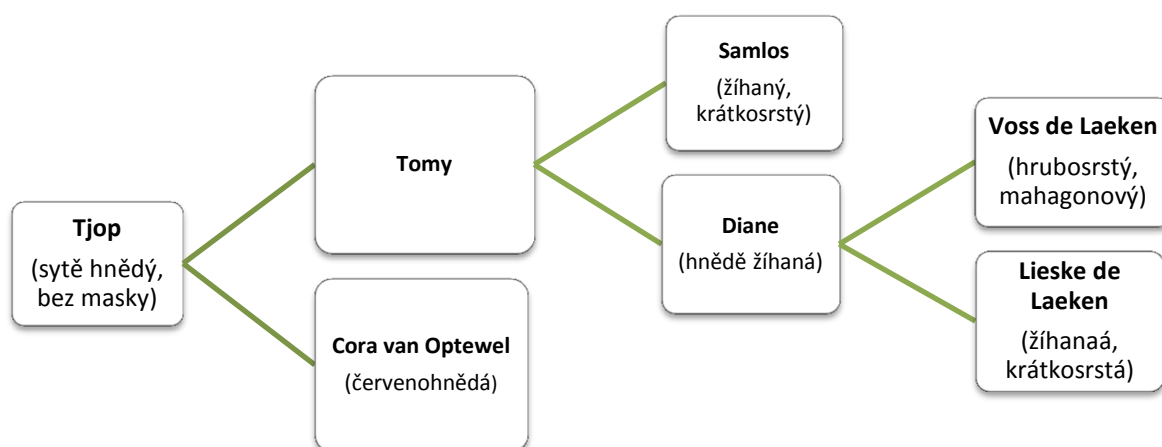 Tjop
(sytě hnědý,
bez masky)
Tomy
Cora van Optewel
(červenohnědá)
Samlos
(žíhaný,
krátkosrstý)
Diane
(hnědě žíhaná)
Voss de Laeken
(hrubosrstý,
mahagonový)
Lieske de
Laeken
(žíhanaá,
krátkosrstá)